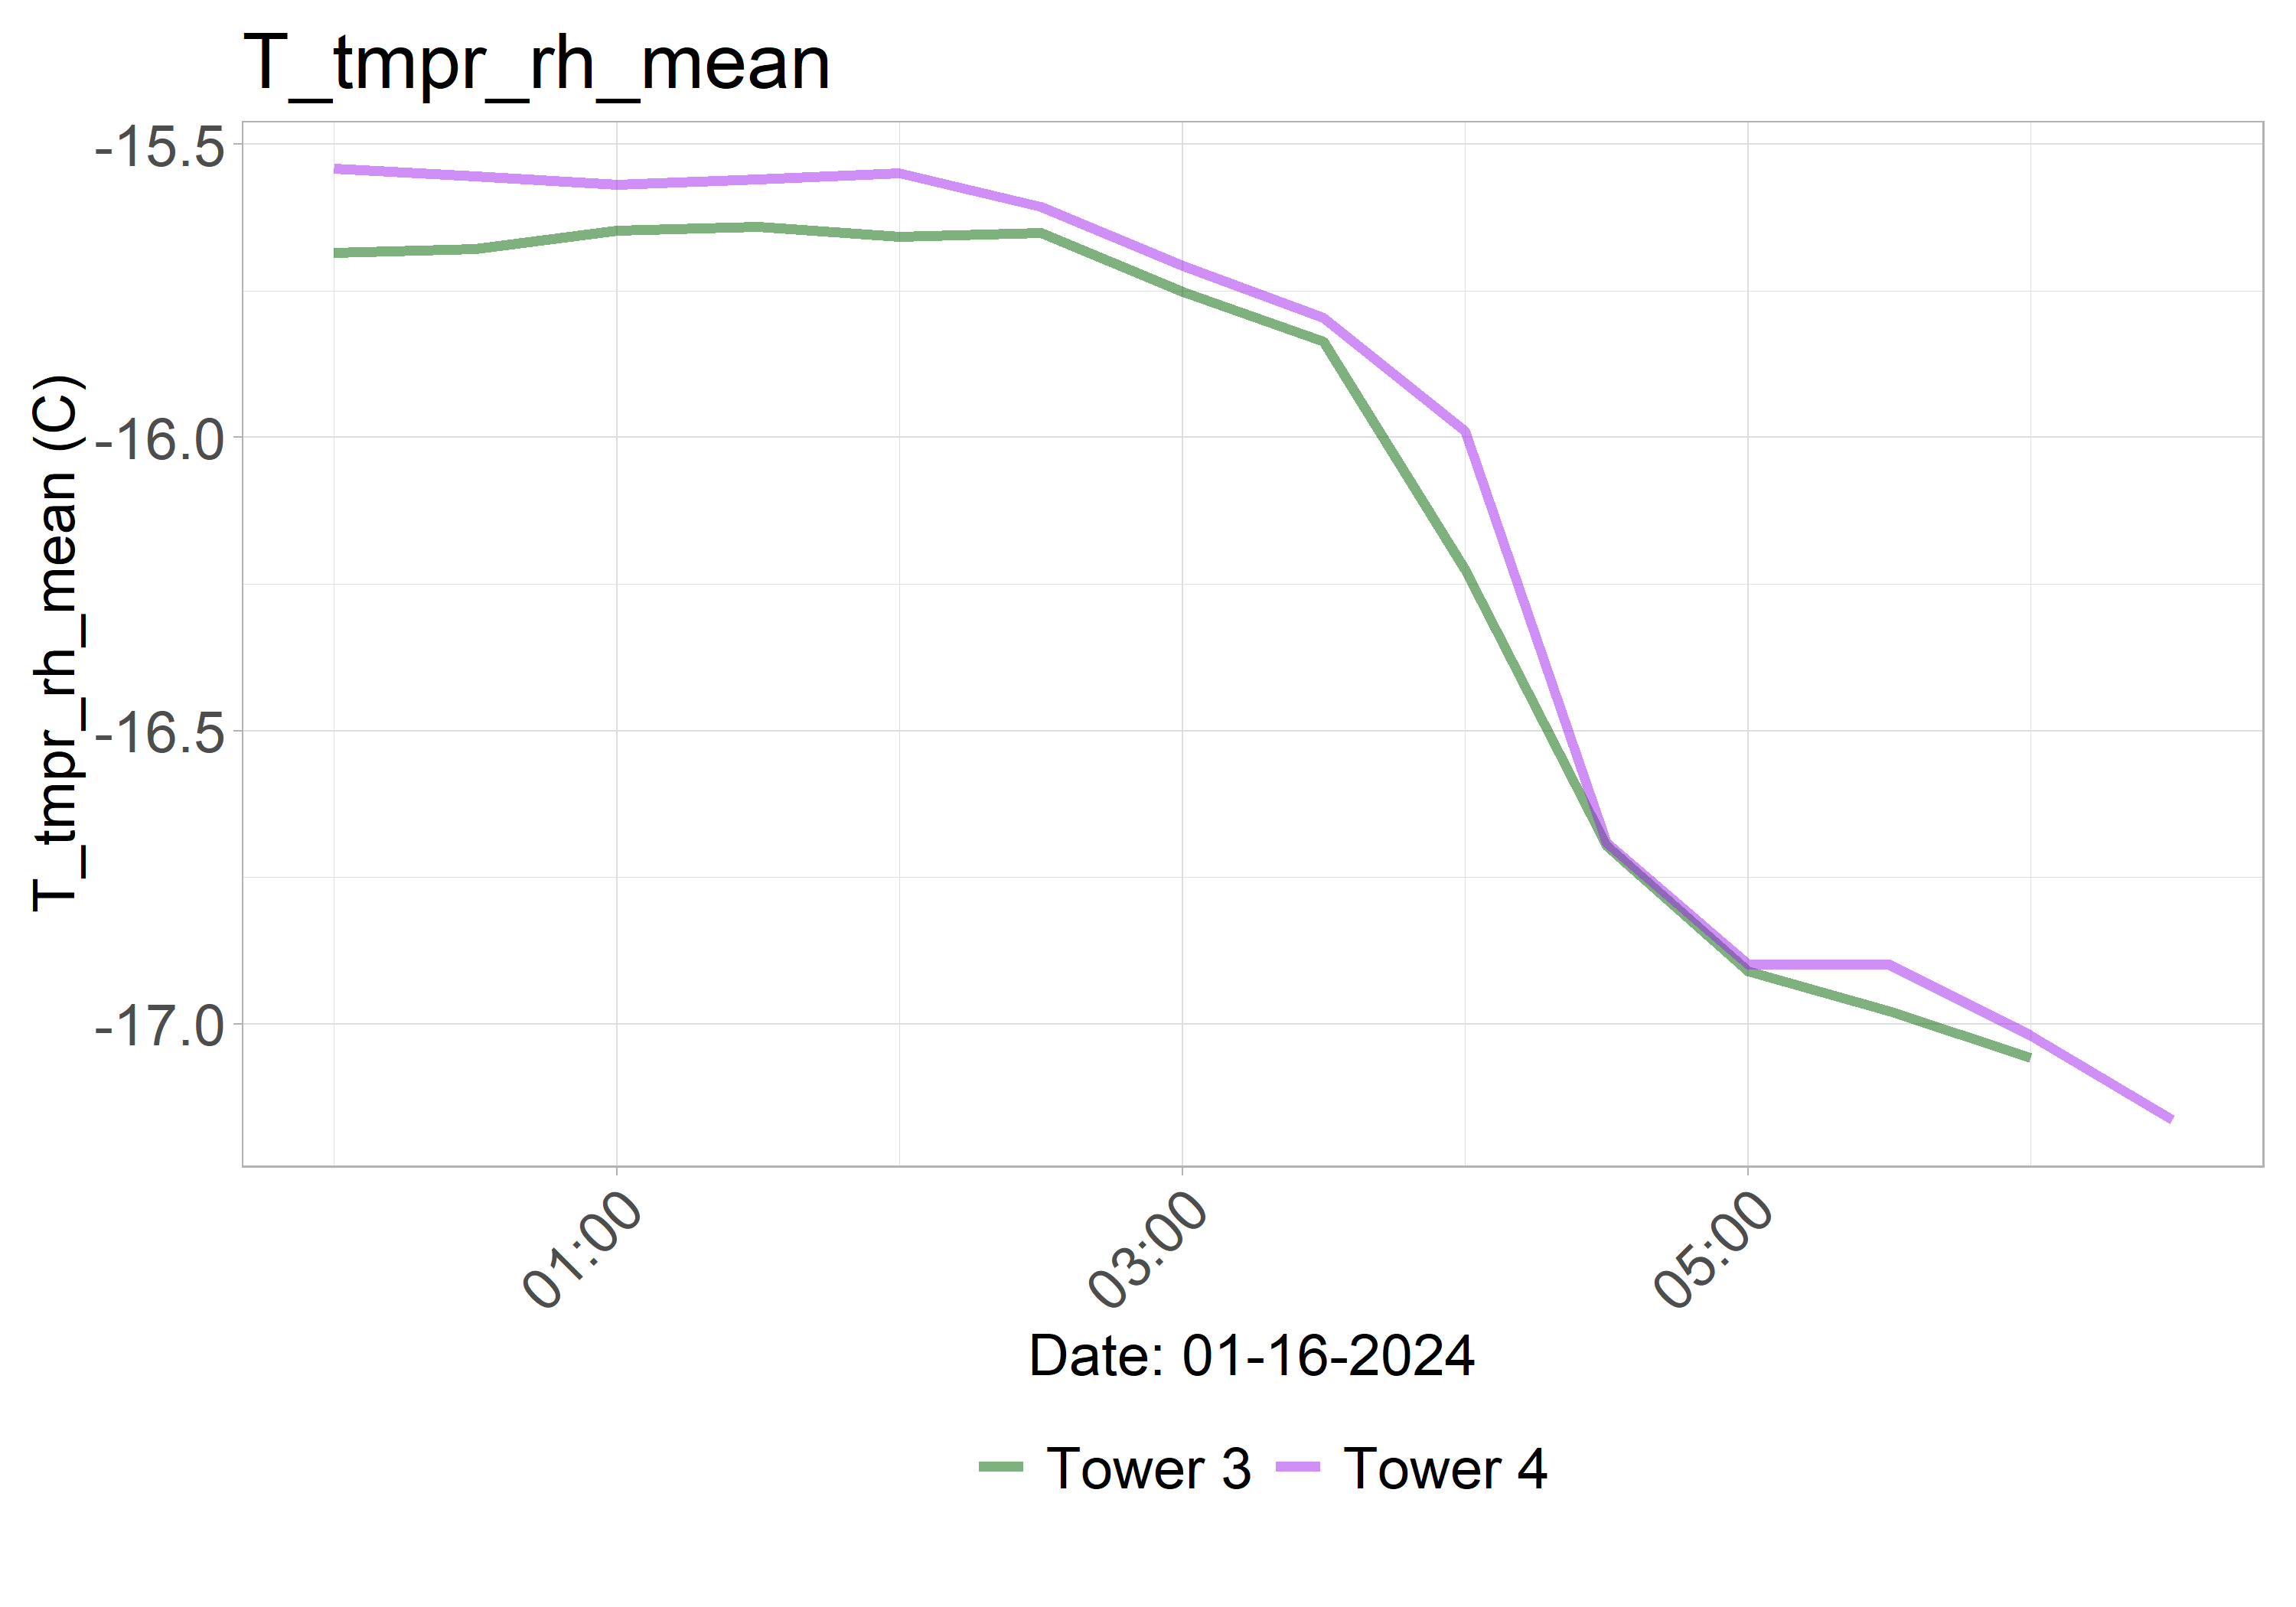 T_tmpr_rh_mean
T_tmpr_rh_mean (C)
-15.5
-16.0
-16.5
-17.0
01:00
03:00
05:00
Date: 01-16-2024
Tower 3
Tower 4